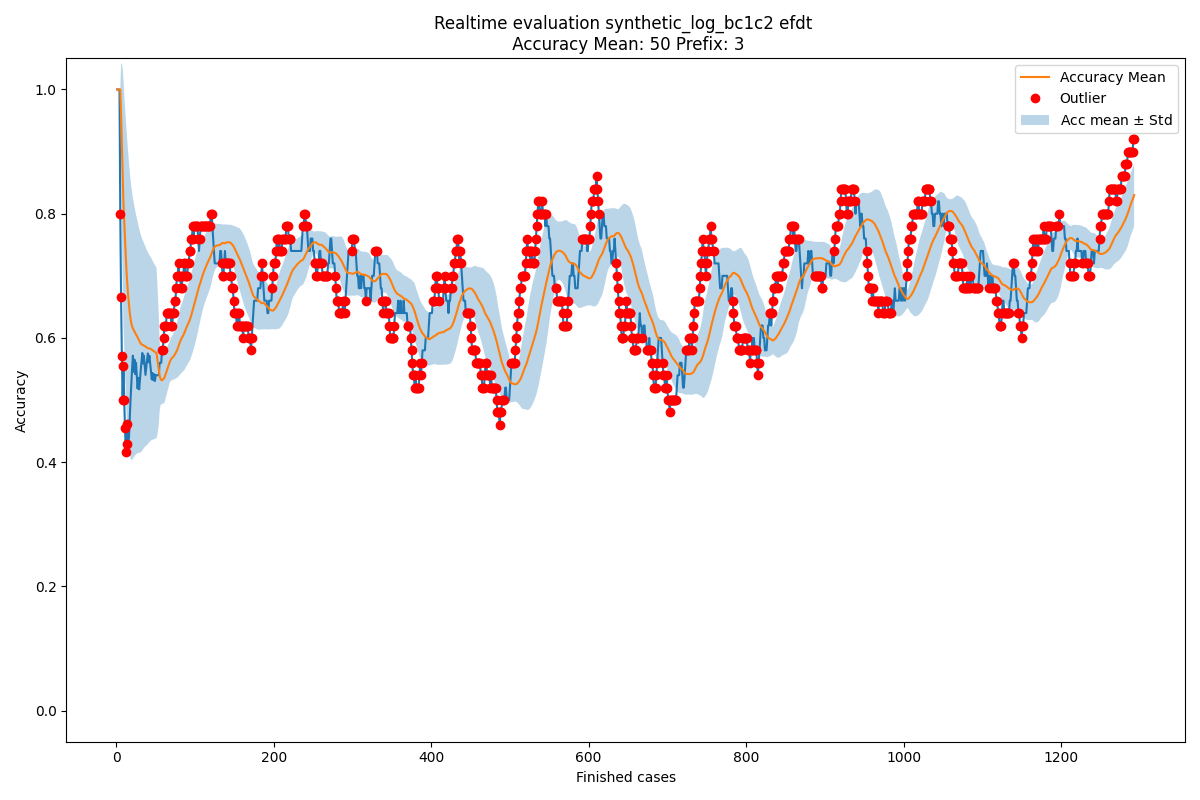 Realtime evaluation synthetic_log_bc1c2 efdt
Accuracy Mean: 50 Prefix: 3
Accuracy Mean
Outlier
Acc mean ± Std
1.0
0.8
0.6
0.4
0.2
0.0
Accuracy
0
200
400
600
800
1000
1200
Finished cases